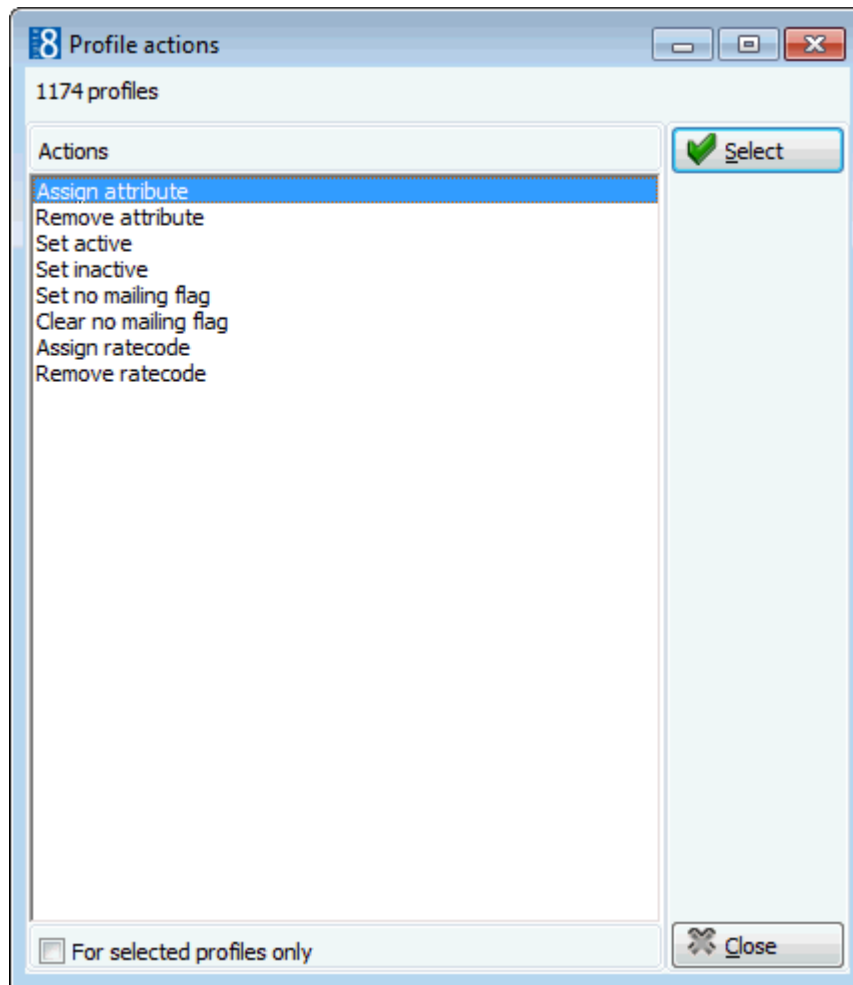 8 Profile actions
1174 profiles
Actions
Select
Assign attribute
Remove attribute
Set active
Set inactive
Set no mailing flag
Clear no mailing flag
Assign ratecode
Remove ratecode
For selected profiles only
Close